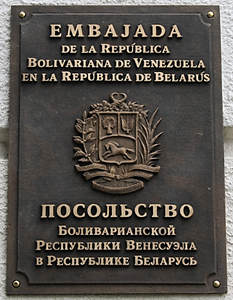 EMBAJADA
DE LA REPÚBLICA
BOLIVARIANA DE VENEZUELA
EN LA REPÚBLICA DE BELARÚS
ПОСОЛЬСТВО
БОЛИВАРИАНСКОЙ
РЕСПУБЛИКИ ВЕНЕСУЭЛА
В РЕСПУБЛИКЕ БЕЛАРУСЬ